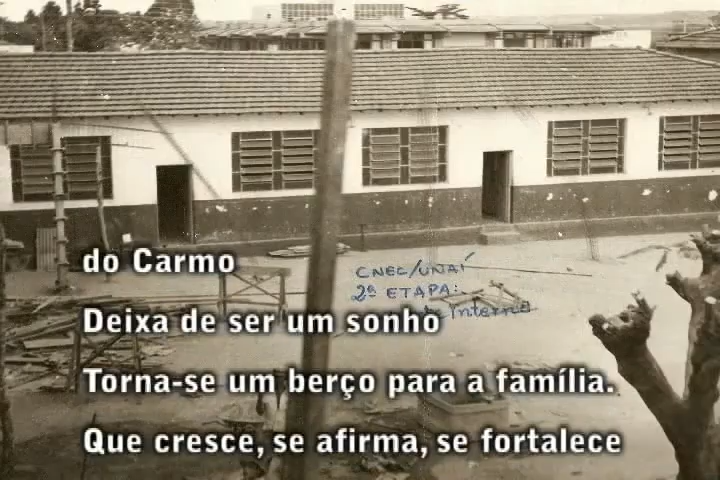 do Carmo
CNEC/UNAÍ
2ª ETAPA:
Interno
Deixa de ser um sonho
Torna-se um berço para a família.
Que cresce, se afirma, se fortalece